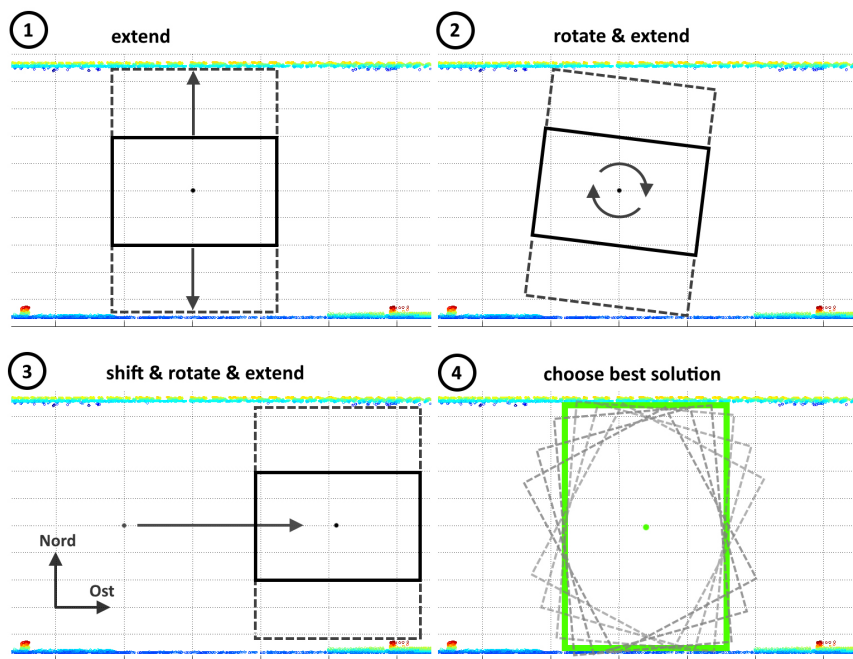 1
extend
2
rotate & extend
3
shift & rotate & extend
Nord
Ost
4
choose best solution